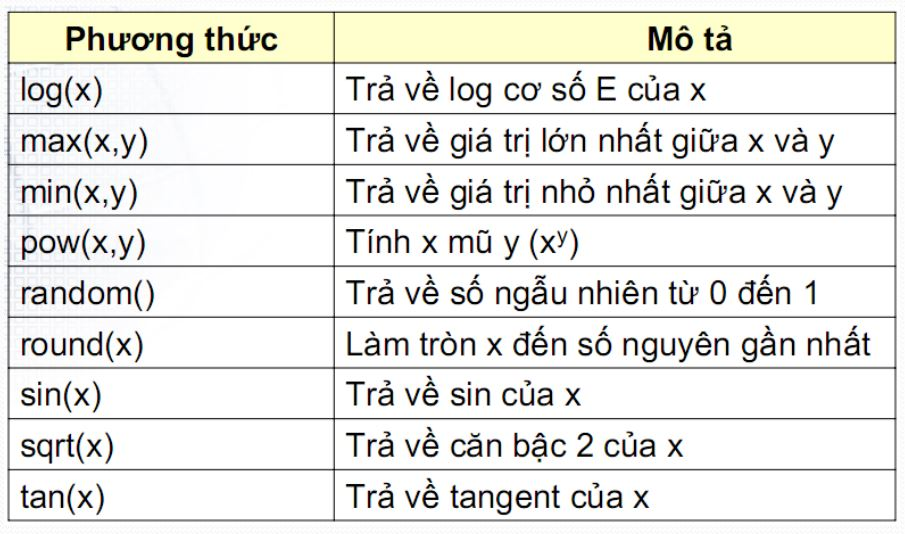 Phương thức Mô tả
log(x) Trả về log cơ số E của x
max(x,y) Trả về giá trị lớn nhất giữa x và y
min(x,y) Trả về giá trị nhỏ nhất giữa x và y
pow(x,y) Tính x mũ y (xʸ)
random() Trả về số ngẫu nhiên từ 0 đến 1
round(x) Làm tròn x đến số nguyên gần nhất
sin(x) Trả về sin của x
sqrt(x) Trả về căn bậc 2 của x
tan(x) Trả về tangent của x